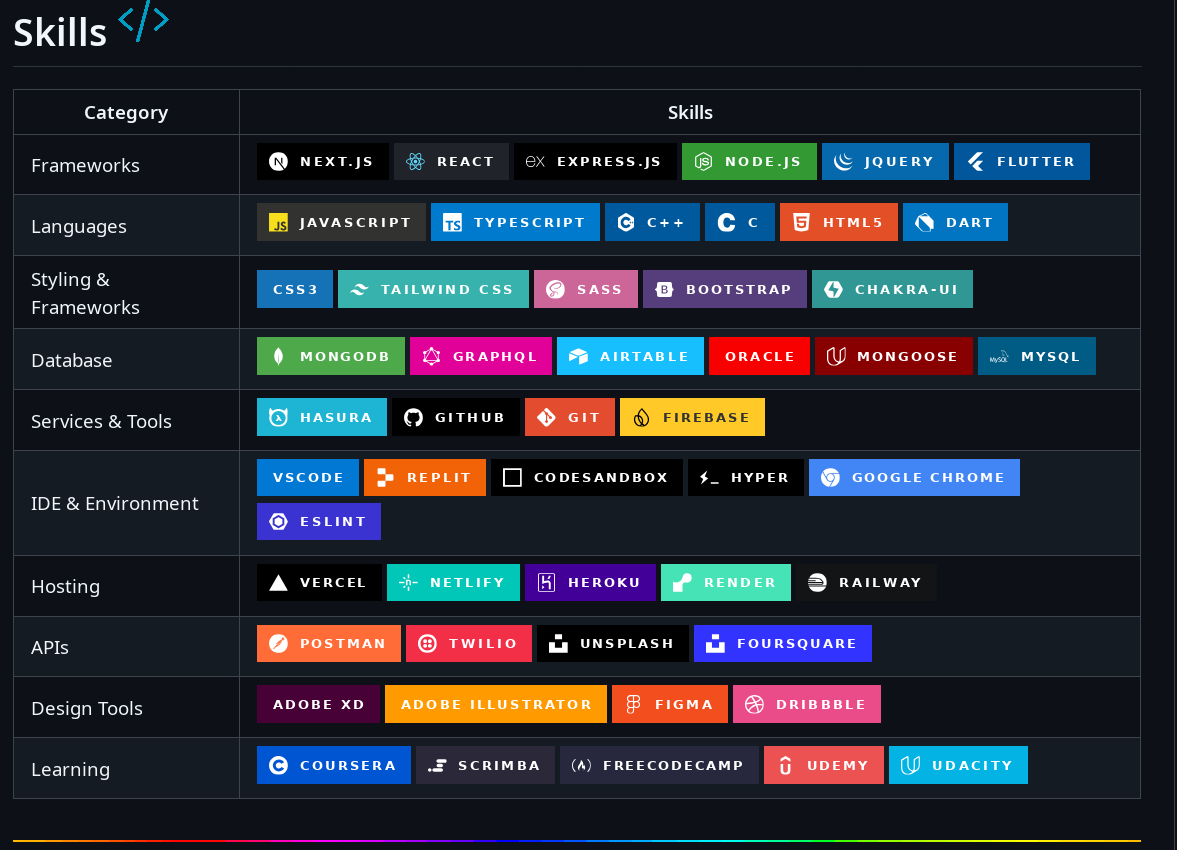 Skills </>
Category Skills
Frameworks NEXT.JS REACT EX EXPRESS.JS NODE.JS JQUERY FLUTTER
Languages JS JAVASCRIPT TS TYPESCRIPT C++ C HTML5 DART
Styling &
Frameworks CSS3 TAILWIND CSS SASS B BOOTSTRAP CHAKRA-UI
Database MONGODB GRAPHQL AIRTABLE ORACLE MONGOOSE MySQL MYSQL
Services & Tools HASURA GITHUB GIT FIREBASE
IDE & Environment VSCODE REPLIT CODESANDBOX HYPER GOOGLE CHROME
ESLINT
Hosting VERCEL NETLIFY HEROKU RENDER RAILWAY
APIs POSTMAN TWILIO UNSPLASH FOURSQUARE
Design Tools ADOBE XD ADOBE ILLUSTRATOR FIGMA DRIBBBLE
Learning COURSERA SCRIMBA FREECODECAMP UDEMY UDACITY